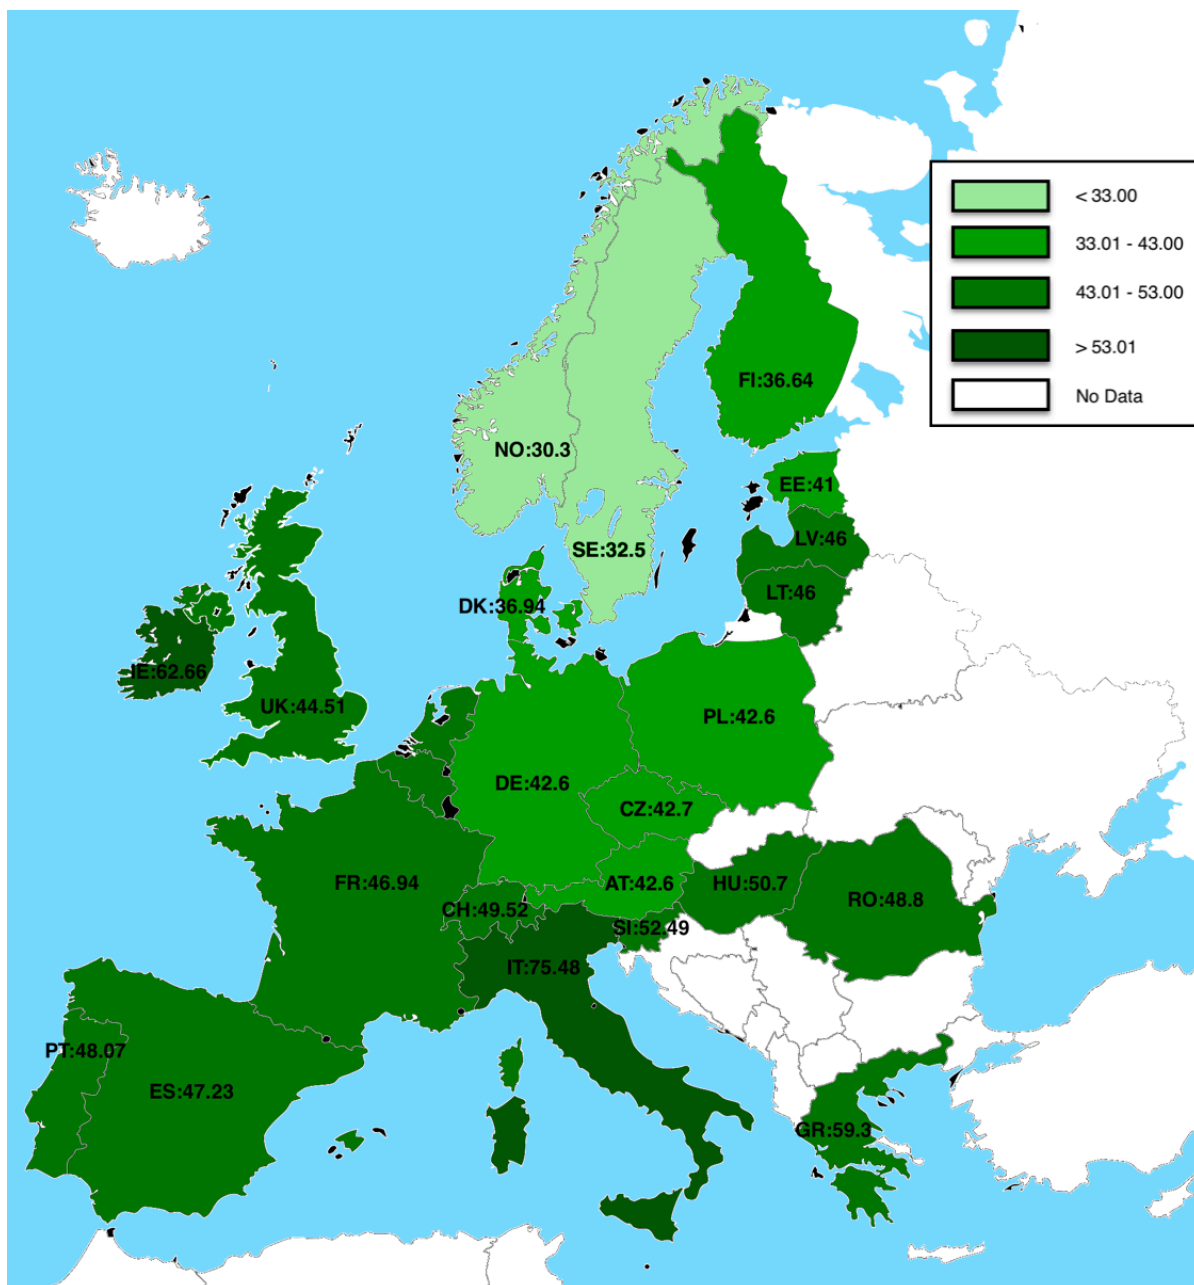 < 33.00
33.01 - 43.00
43.01 - 53.00
> 53.01
No Data
FI:36.64
NO:30.3
EE:41
LV:46
SE:32.5
LT:46
DK:36.94
IE:62.66
UK:44.51
PL:42.6
DE:42.6
CZ:42.7
FR:46.94
AT:42.6
HU:50.7
RO:48.8
CH:49.52
SI:52.49
IT:75.48
PT:48.07
ES:47.23
GR:59.3